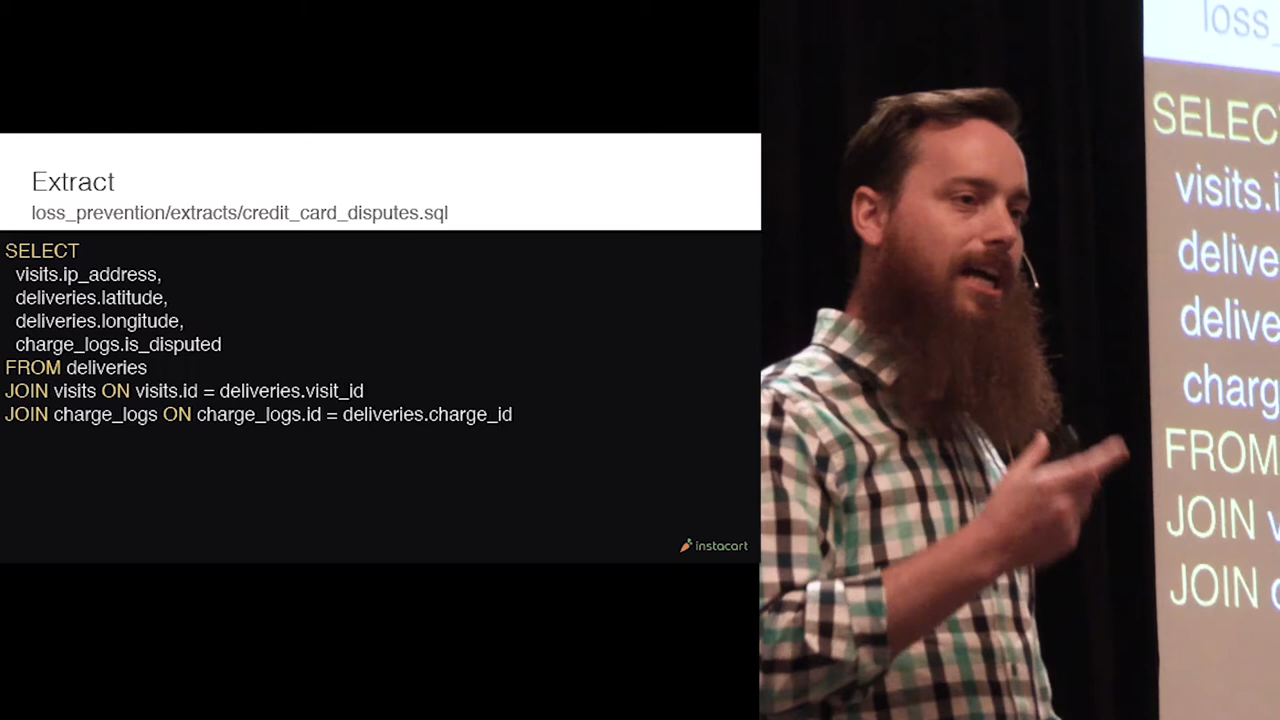 Extract
loss_prevention/extracts/credit_card_disputes.sql
SELECT
visits.ip_address,
deliveries.latitude,
deliveries.longitude,
charge_logs.is_disputed
FROM deliveries
JOIN visits ON visits.id = deliveries.visit_id
JOIN charge_logs ON charge_logs.id = deliveries.charge_id
instacart
loss_
SELEC
visits.i
delive
delive
charg
FROM
JOIN v
JOIN c